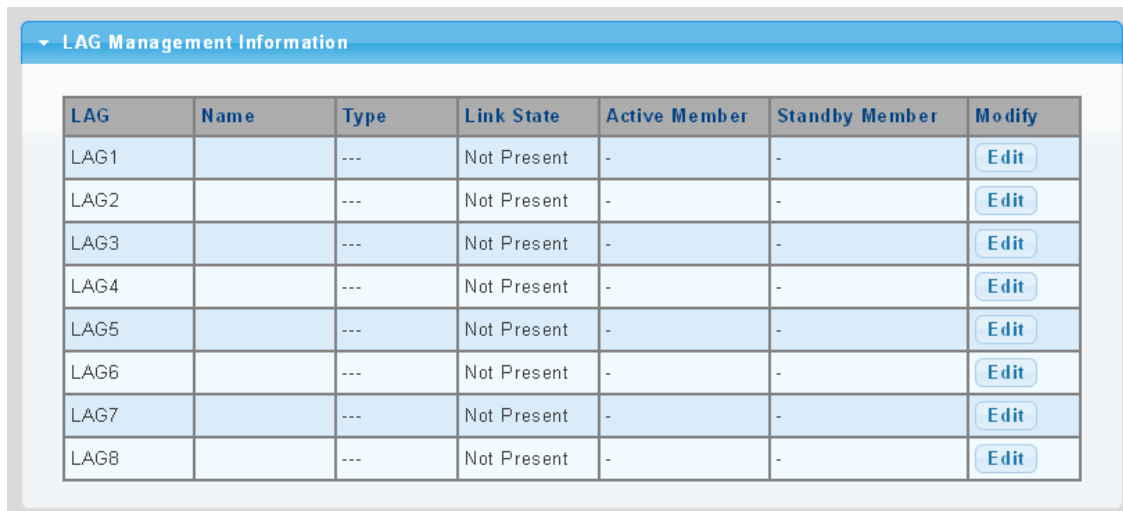 LAG Management Information
LAG Name Type Link State Active Member Standby Member Modify
LAG1 --- Not Present - - Edit
LAG2 --- Not Present - - Edit
LAG3 --- Not Present - - Edit
LAG4 --- Not Present - - Edit
LAG5 --- Not Present - - Edit
LAG6 --- Not Present - - Edit
LAG7 --- Not Present - - Edit
LAG8 --- Not Present - - Edit